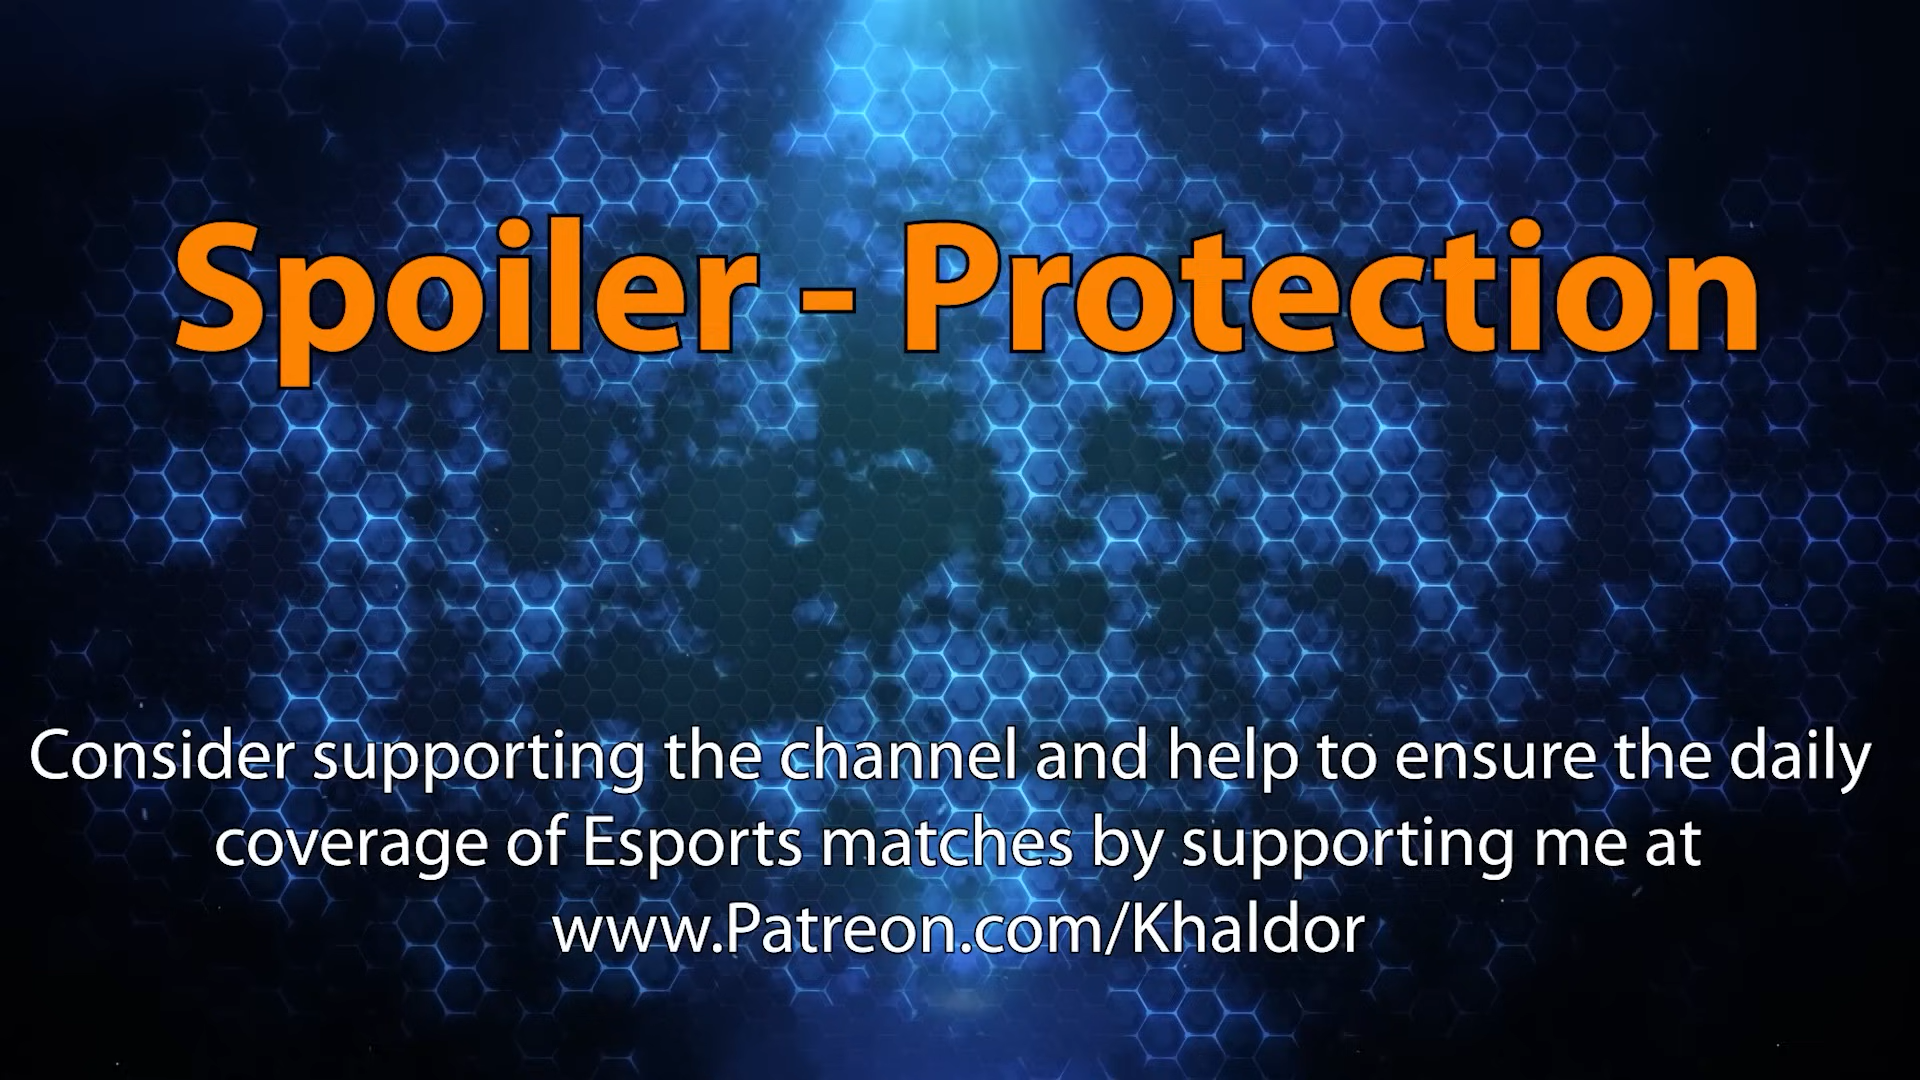 Spoiler - Protection
Consider supporting the channel and help to ensure the daily
coverage of Esports matches by supporting me at
www.Patreon.com/Khaldor